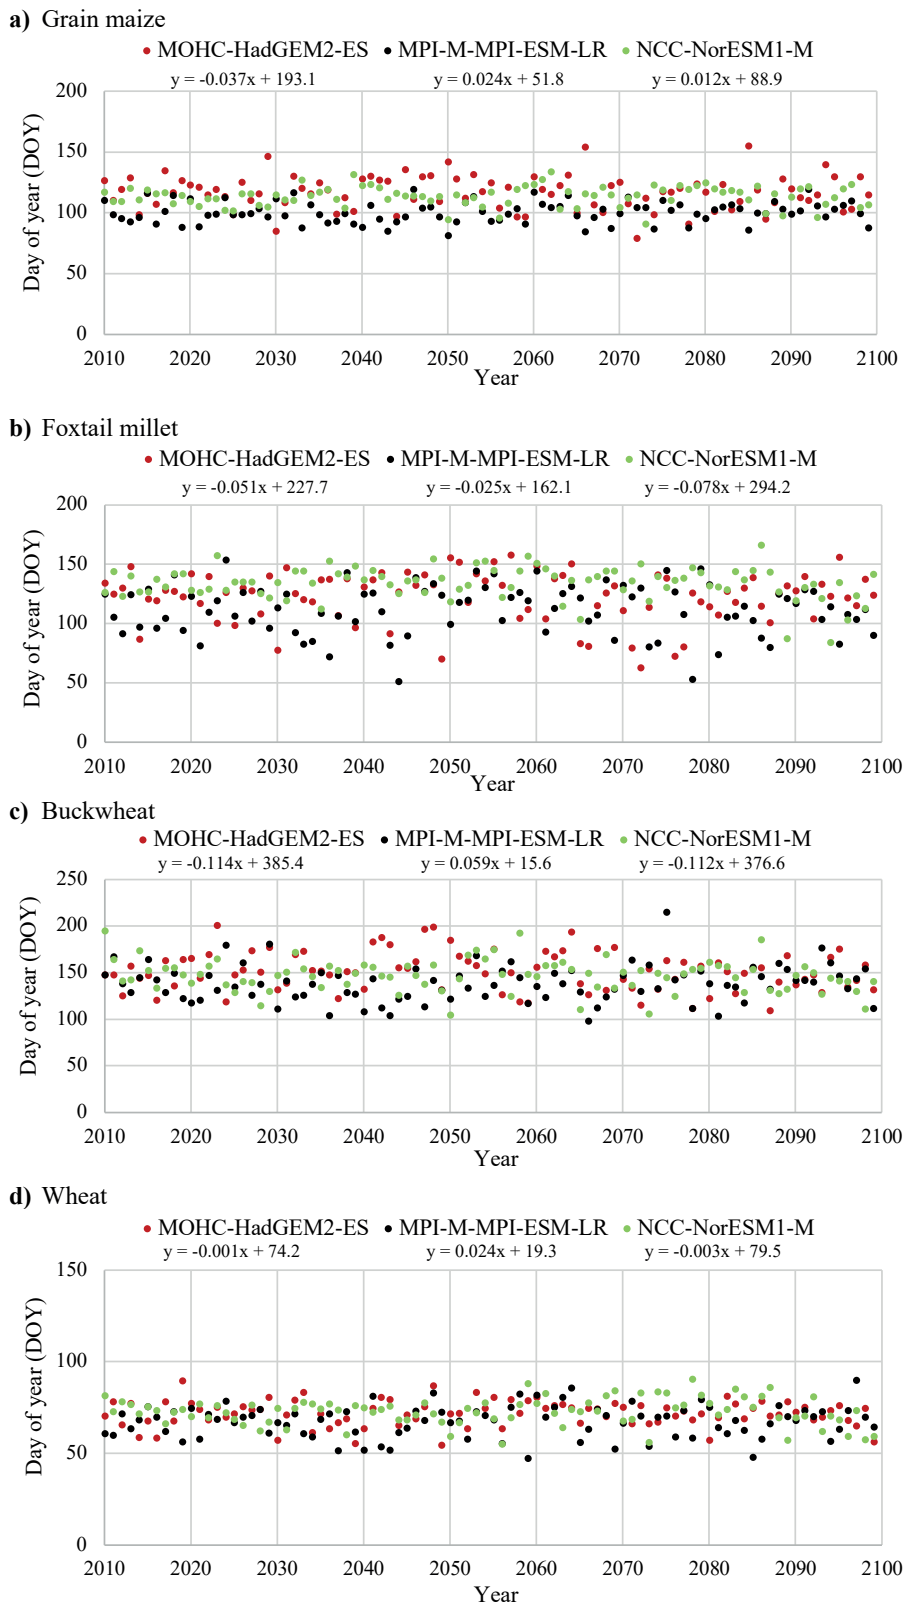 a) Grain maize
MOHC-HadGEM2-ES MPI-M-MPI-ESM-LR NCC-NorESM1-M
y = -0.037x + 193.1 y = 0.024x + 51.8 y = 0.012x + 88.9
200
150
100
50
0
Day of year (DOY)
2010 2020 2030 2040 2050 2060 2070 2080 2090 2100
Year
b) Foxtail millet
MOHC-HadGEM2-ES MPI-M-MPI-ESM-LR NCC-NorESM1-M
y = -0.051x + 227.7 y = -0.025x + 162.1 y = -0.078x + 294.2
200
150
100
50
0
Day of year (DOY)
2010 2020 2030 2040 2050 2060 2070 2080 2090 2100
Year
c) Buckwheat
MOHC-HadGEM2-ES MPI-M-MPI-ESM-LR NCC-NorESM1-M
y = -0.114x + 385.4 y = 0.059x + 15.6 y = -0.112x + 376.6
250
200
150
100
50
0
Day of year (DOY)
2010 2020 2030 2040 2050 2060 2070 2080 2090 2100
Year
d) Wheat
MOHC-HadGEM2-ES MPI-M-MPI-ESM-LR NCC-NorESM1-M
y = -0.001x + 74.2 y = 0.024x + 19.3 y = -0.003x + 79.5
150
100
50
0
Day of year (DOY)
2010 2020 2030 2040 2050 2060 2070 2080 2090 2100
Year